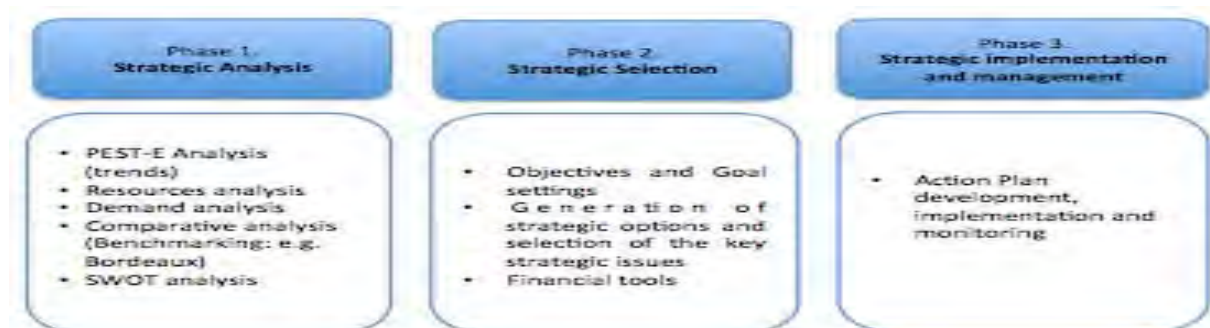 Phase 1.
Strategic Analysis
• PEST-E Analysis
(trends)
• Resources analysis
• Demand analysis
• Comparative analysis
(Benchmarking: e.g.
Bordeaux)
• SWOT analysis
Phase 2.
Strategic Selection
• Objectives and Goal
settings
• Generation of
strategic options and
selection of the key
strategic issues
• Financial tools
Phase 3.
Strategic implementation
and management
• Action Plan
development,
implementation and
monitoring